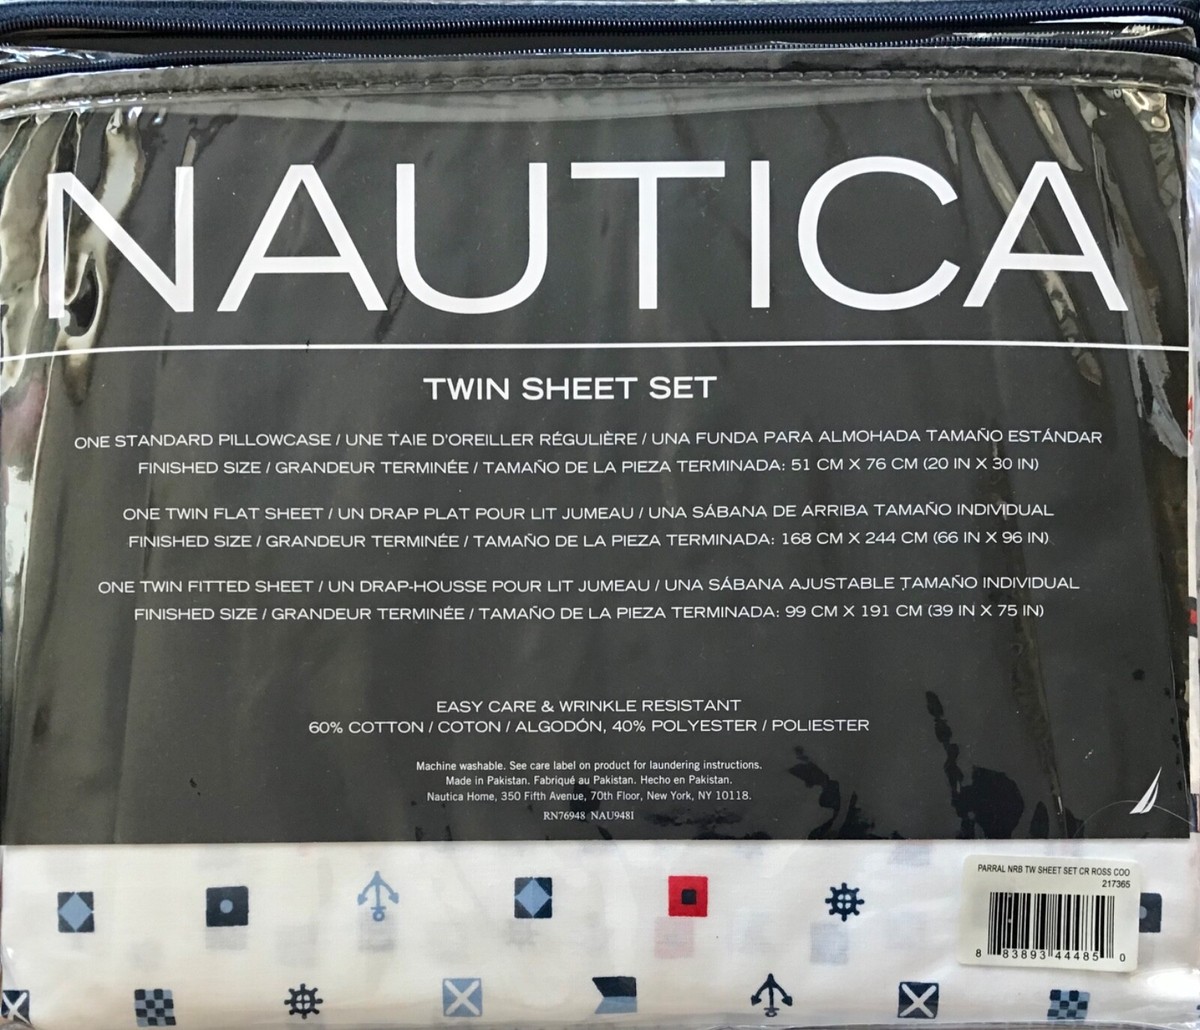 NAUTICA
TWIN SHEET SET
ONE STANDARD PILLOWCASE / UNE TAIE D'OREILLER RÉGULIÈRE / UNA FUNDA PARA ALMOHADA TAMAÑO ESTÁNDAR
FINISHED SIZE / GRANDEUR TERMINÉE / TAMAÑO DE LA PIEZA TERMINADA: 51 CM X 76 CM (20 IN X 30 IN)
ONE TWIN FLAT SHEET / UN DRAP PLAT POUR LIT JUMEAU / UNA SÁBANA DE ARRIBA TAMAÑO INDIVIDUAL
FINISHED SIZE / GRANDEUR TERMINÉE / TAMAÑO DE LA PIEZA TERMINADA: 168 CM X 244 CM (66 IN X 96 IN)
ONE TWIN FITTED SHEET / UN DRAP-HOUSSE POUR LIT JUMEAU / UNA SÁBANA AJUSTABLE TAMAÑO INDIVIDUAL
FINISHED SIZE / GRANDEUR TERMINÉE / TAMAÑO DE LA PIEZA TERMINADA: 99 CM X 191 CM (39 IN X 75 IN)
EASY CARE & WRINKLE RESISTANT
60% COTTON / COTON / ALGODÓN, 40% POLYESTER / POLIESTER
Machine washable. See care label on product for laundering instructions.
Made in Pakistan. Fabriqué au Pakistan. Hecho en Pakistan.
Nautica Home, 350 Fifth Avenue, 70th Floor, New York, NY 10118.
RN76948 NAU948I
PARRAL NRB TW SHEET SET CR ROSS COO
217365
8 83893 44485 0